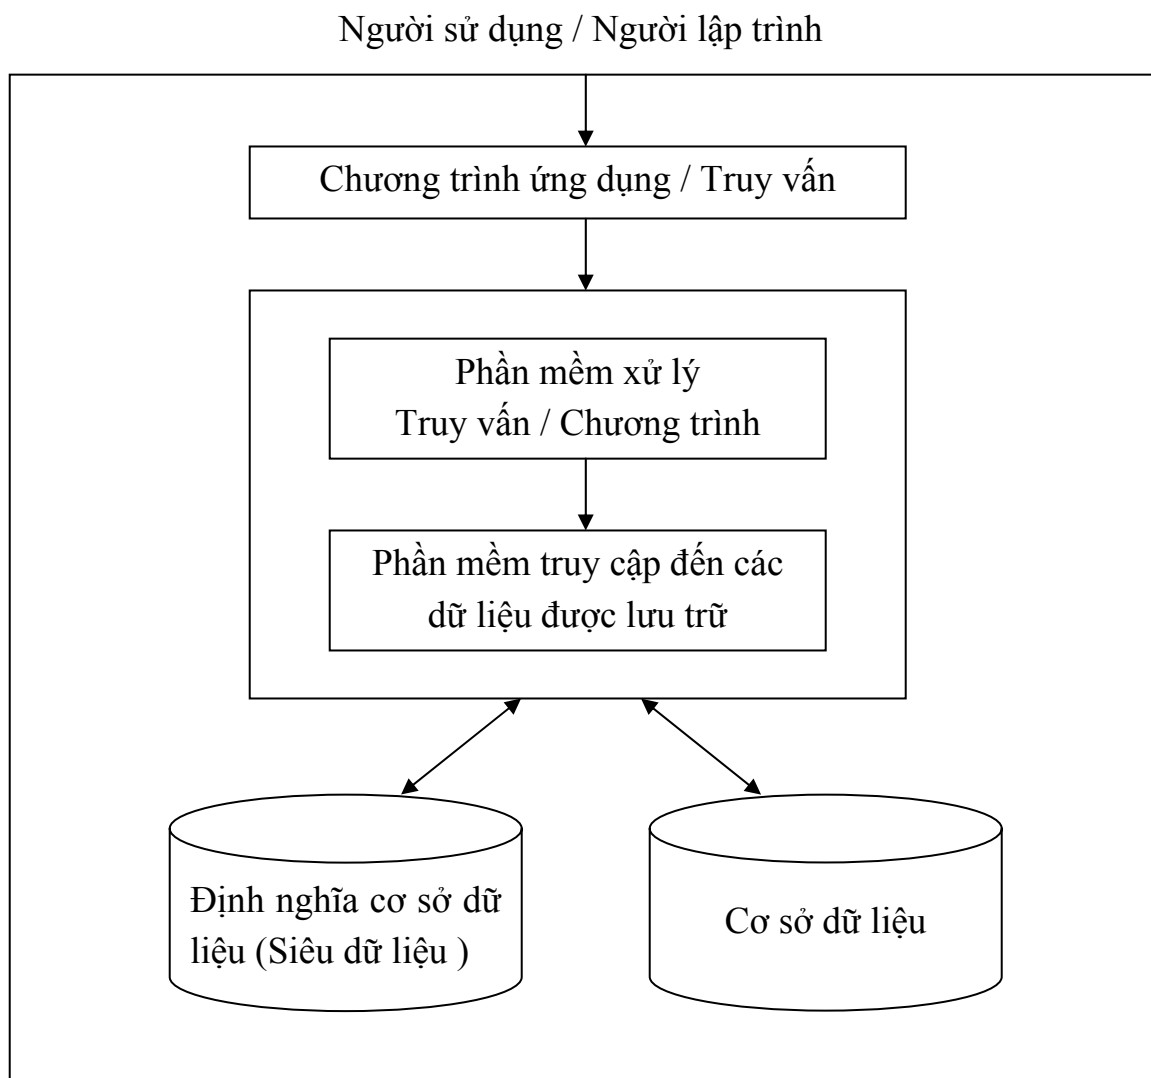 Người sử dụng / Người lập trình
Chương trình ứng dụng / Truy vấn
Phần mềm xử lý
Truy vấn / Chương trình
Phần mềm truy cập đến các
dữ liệu được lưu trữ
Định nghĩa cơ sở dữ
liệu (Siêu dữ liệu )
Cơ sở dữ liệu